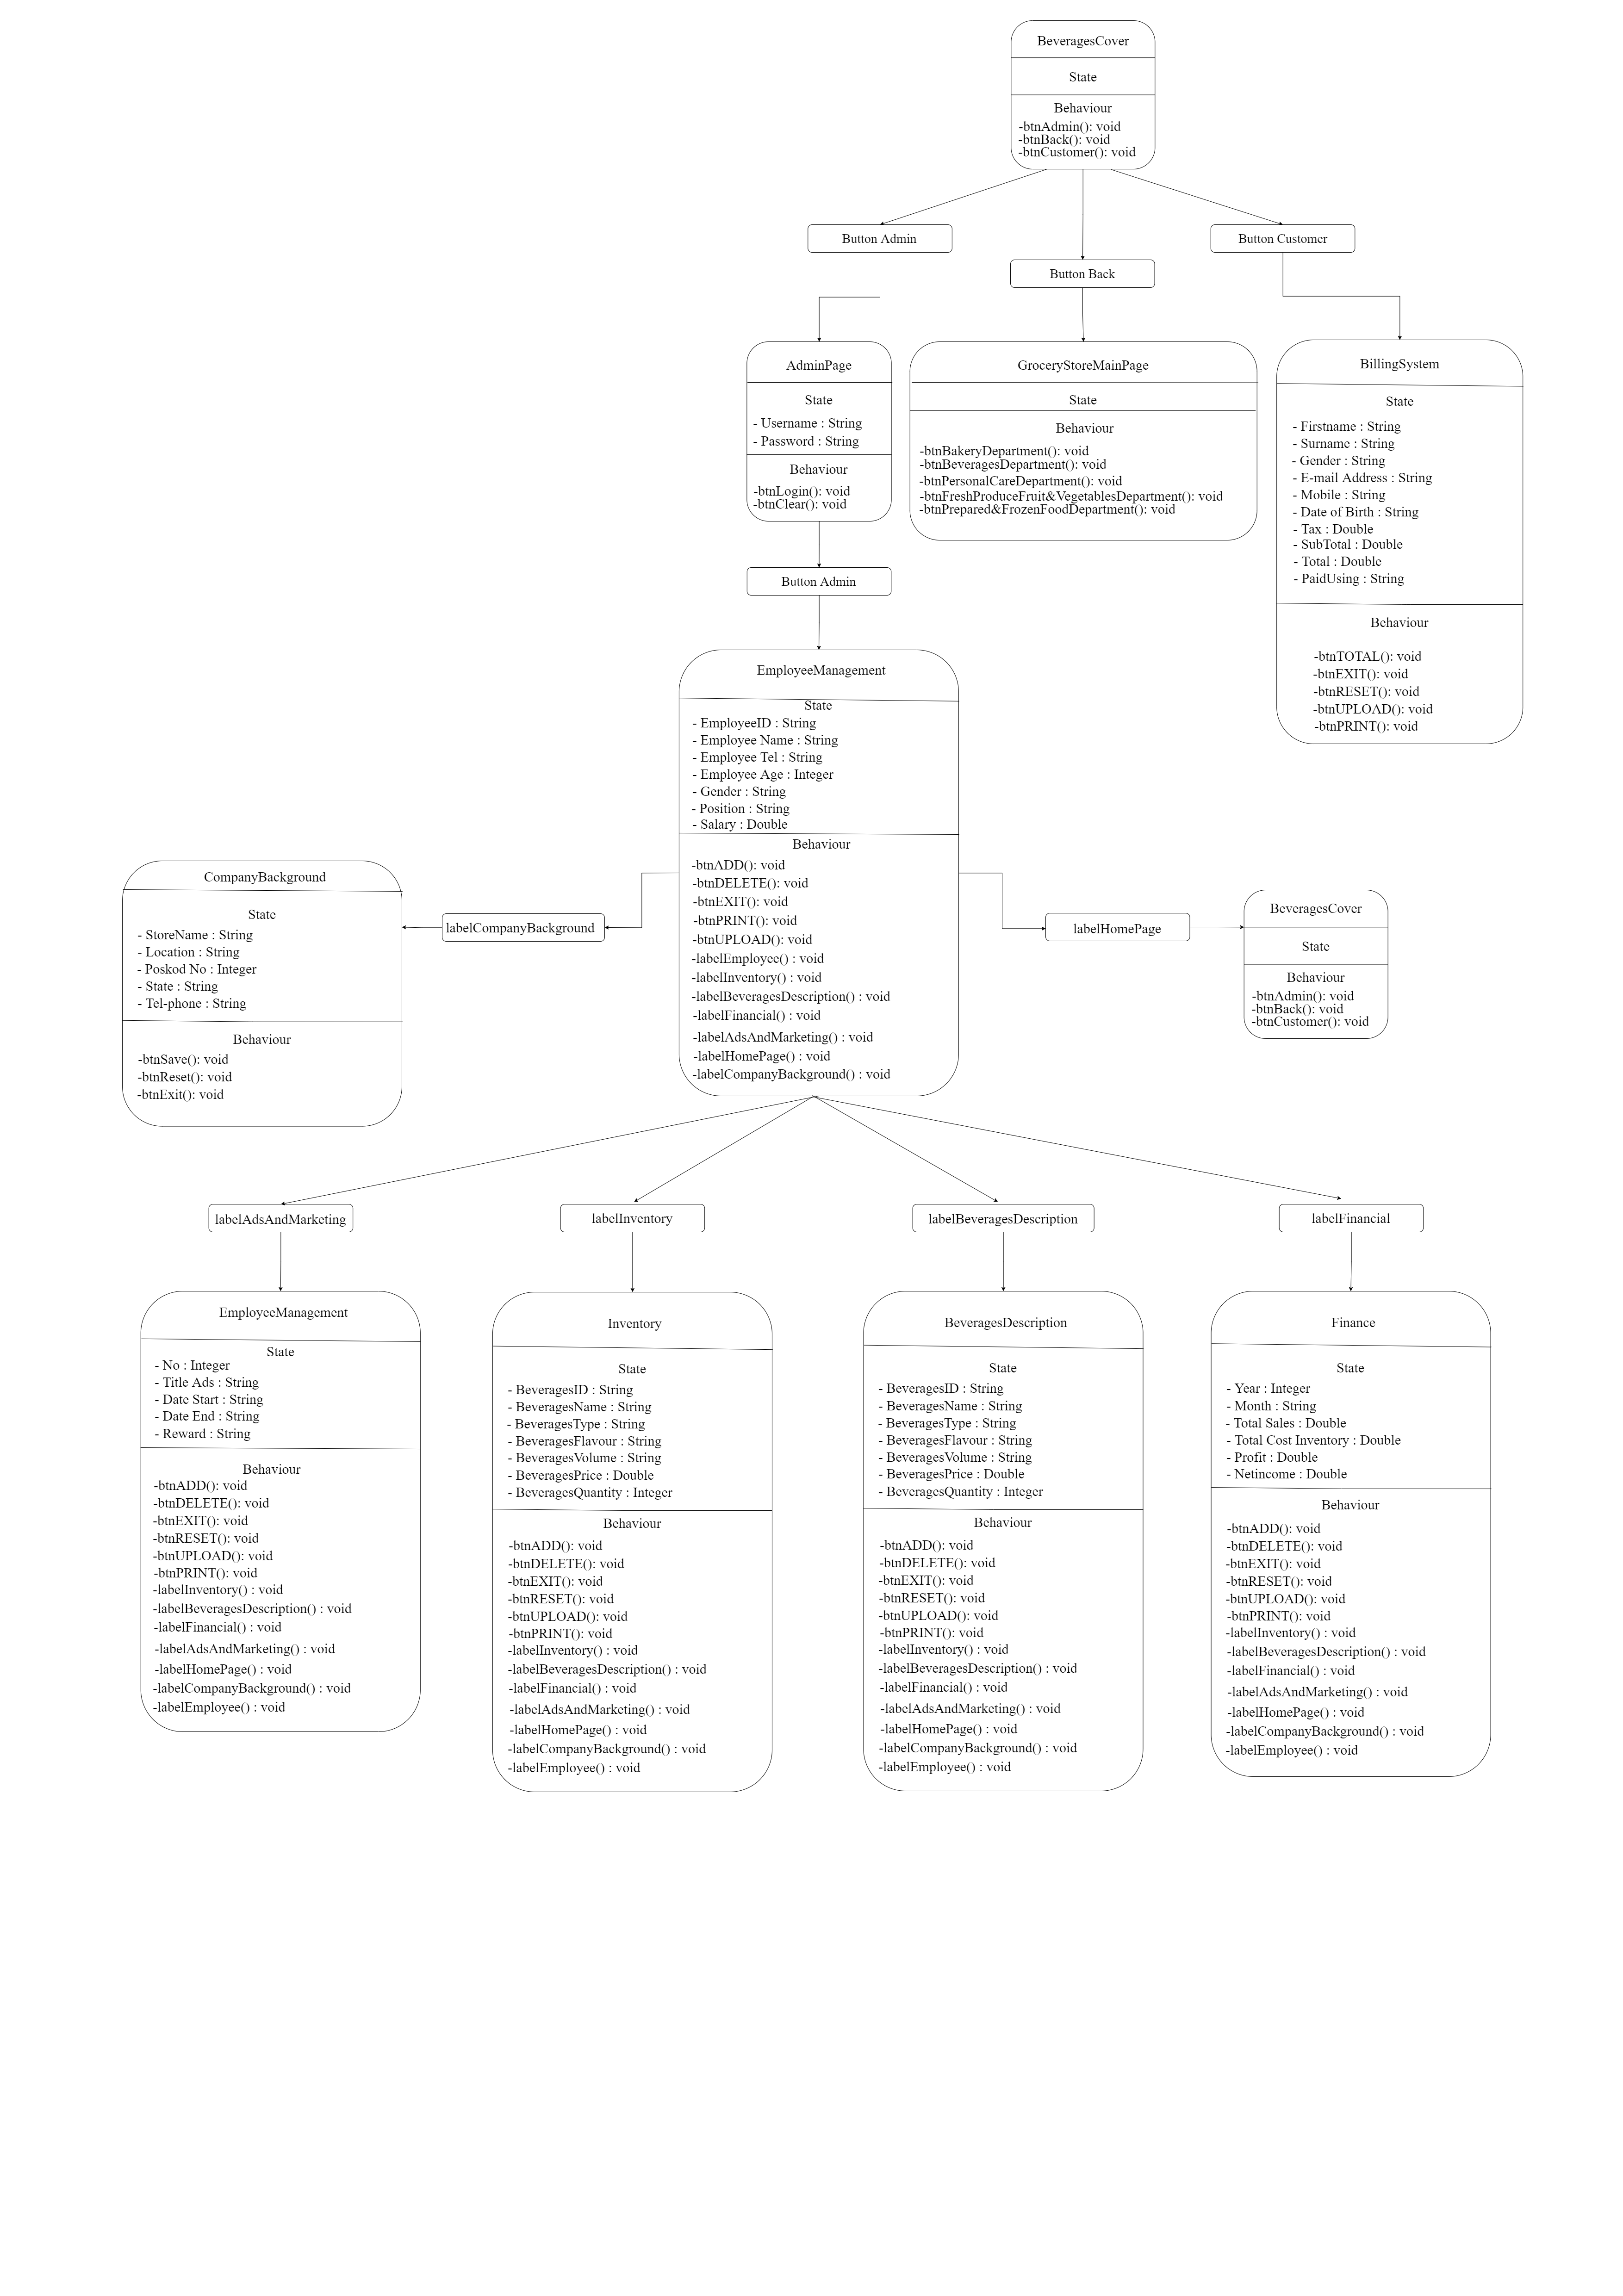 BeveragesCover
State
Behaviour
-btnAdmin(): void
-btnBack(): void
-btnCustomer(): void
Button Admin
Button Back
Button Customer
AdminPage
State
- Username : String
- Password : String
Behaviour
-btnLogin(): void
-btnClear(): void
GroceryStoreMainPage
State
Behaviour
-btnBakeryDepartment(): void
-btnBeveragesDepartment(): void
-btnPersonalCareDepartment(): void
-btnFreshProduceFruit&VegetablesDepartment(): void
-btnPrepared&FrozenFoodDepartment(): void
BillingSystem
State
- Firstname : String
- Surname : String
- Gender : String
- E-mail Address : String
- Mobile : String
- Date of Birth : String
- Tax : Double
- SubTotal : Double
- Total : Double
- PaidUsing : String
Behaviour
-btnTOTAL(): void
-btnEXIT(): void
-btnRESET(): void
-btnUPLOAD(): void
-btnPRINT(): void
Button Admin
EmployeeManagement
State
- EmployeeID : String
- Employee Name : String
- Employee Tel : String
- Employee Age : Integer
- Gender : String
- Position : String
- Salary : Double
Behaviour
-btnADD(): void
-btnDELETE(): void
-btnEXIT(): void
-btnPRINT(): void
-btnUPLOAD(): void
-labelEmployee() : void
-labelInventory() : void
-labelBeveragesDescription() : void
-labelFinancial() : void
-labelAdsAndMarketing() : void
-labelHomePage() : void
-labelCompanyBackground() : void
CompanyBackground
State
- StoreName : String
- Location : String
- Poskod No : Integer
- State : String
- Tel-phone : String
Behaviour
-btnSave(): void
-btnReset(): void
-btnExit(): void
labelCompanyBackground
labelHomePage
BeveragesCover
State
Behaviour
-btnAdmin(): void
-btnBack(): void
-btnCustomer(): void
labelAdsAndMarketing
labelInventory
labelBeveragesDescription
labelFinancial
EmployeeManagement
State
- No : Integer
- Title Ads : String
- Date Start : String
- Date End : String
- Reward : String
Behaviour
-btnADD(): void
-btnDELETE(): void
-btnEXIT(): void
-btnRESET(): void
-btnUPLOAD(): void
-btnPRINT(): void
-labelInventory() : void
-labelBeveragesDescription() : void
-labelFinancial() : void
-labelAdsAndMarketing() : void
-labelHomePage() : void
-labelCompanyBackground() : void
-labelEmployee() : void
Inventory
State
- BeveragesID : String
- BeveragesName : String
- BeveragesType : String
- BeveragesFlavour : String
- BeveragesVolume : String
- BeveragesPrice : Double
- BeveragesQuantity : Integer
Behaviour
-btnADD(): void
-btnDELETE(): void
-btnEXIT(): void
-btnRESET(): void
-btnUPLOAD(): void
-btnPRINT(): void
-labelInventory() : void
-labelBeveragesDescription() : void
-labelFinancial() : void
-labelAdsAndMarketing() : void
-labelHomePage() : void
-labelCompanyBackground() : void
-labelEmployee() : void
BeveragesDescription
State
- BeveragesID : String
- BeveragesName : String
- BeveragesType : String
- BeveragesFlavour : String
- BeveragesVolume : String
- BeveragesPrice : Double
- BeveragesQuantity : Integer
Behaviour
-btnADD(): void
-btnDELETE(): void
-btnEXIT(): void
-btnRESET(): void
-btnUPLOAD(): void
-btnPRINT(): void
-labelInventory() : void
-labelBeveragesDescription() : void
-labelFinancial() : void
-labelAdsAndMarketing() : void
-labelHomePage() : void
-labelCompanyBackground() : void
-labelEmployee() : void
Finance
State
- Year : Integer
- Month : String
- Total Sales : Double
- Total Cost Inventory : Double
- Profit : Double
- Netincome : Double
Behaviour
-btnADD(): void
-btnDELETE(): void
-btnEXIT(): void
-btnRESET(): void
-btnUPLOAD(): void
-btnPRINT(): void
-labelInventory() : void
-labelBeveragesDescription() : void
-labelFinancial() : void
-labelAdsAndMarketing() : void
-labelHomePage() : void
-labelCompanyBackground() : void
-labelEmployee() : void